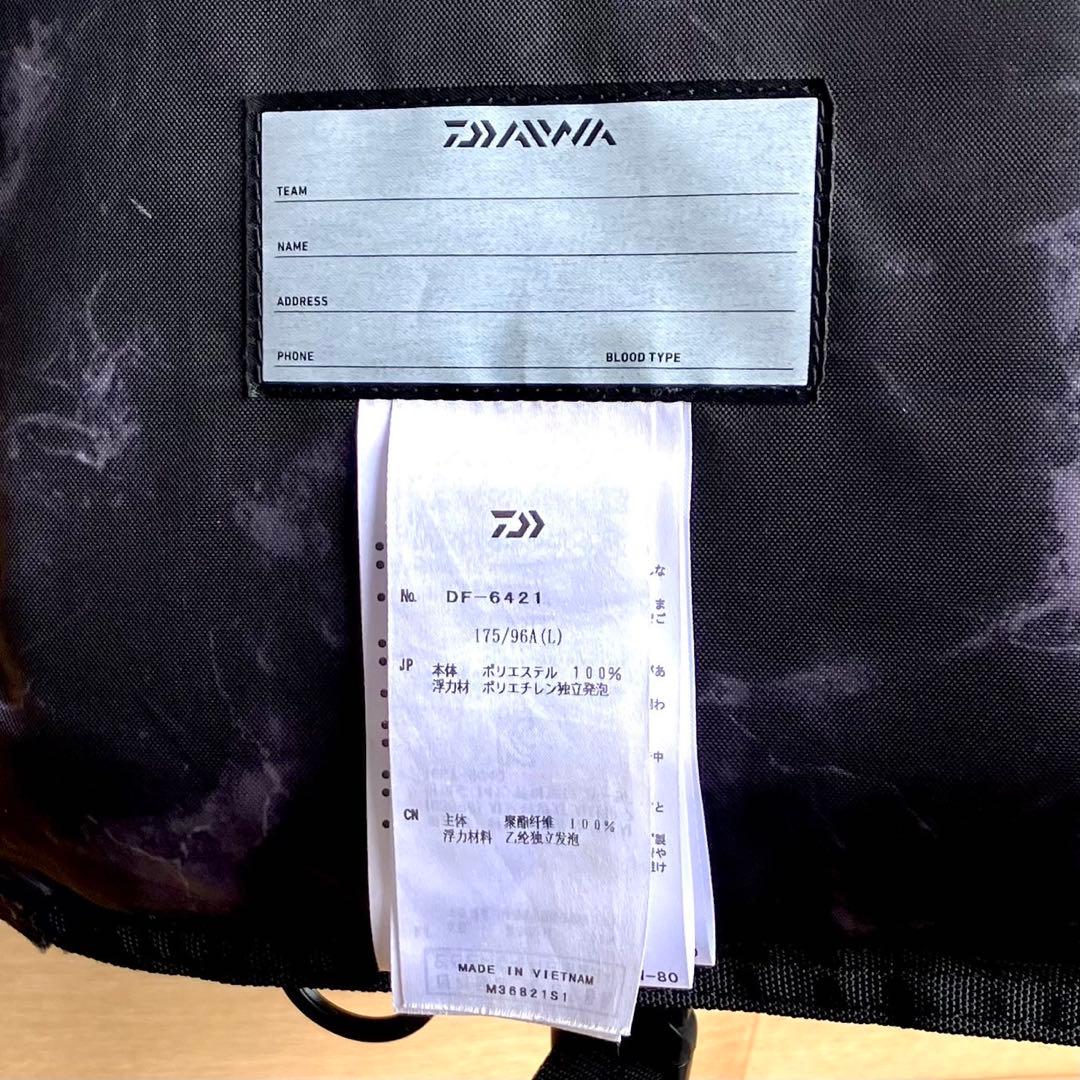 DAIWA
TEAM
NAME
ADDRESS
PHONE BLOOD TYPE
No. DF-6421
175/96A(L)
JP 本体 ポリエステル 100%
浮力材 ポリエチレン独立発泡
CN 主体 聚酯纤维 100%
浮力材料 乙纶独立发泡
MADE IN VIETNAM
M36821S1
-80